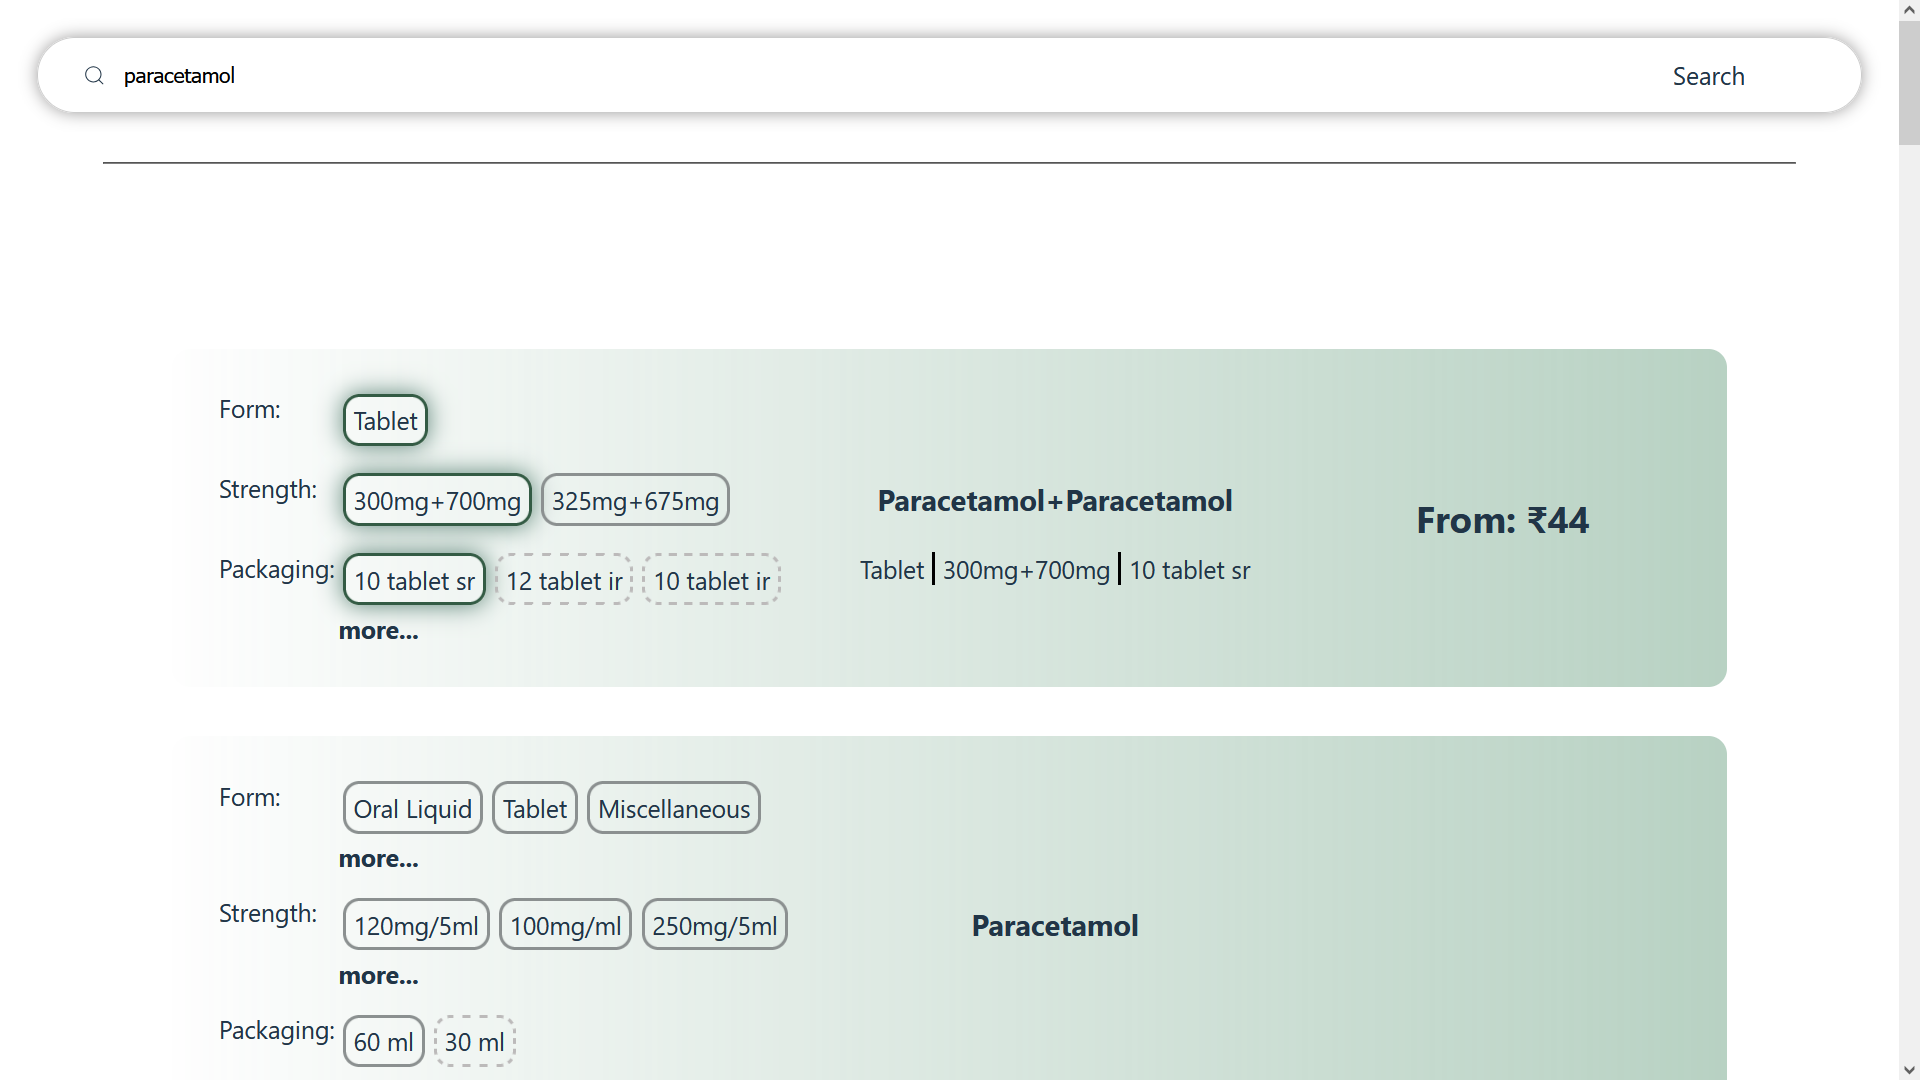 paracetamol Search
Form: Tablet
Strength: 300mg+700mg 325mg+675mg
Packaging: 10 tablet sr 12 tablet ir 10 tablet ir
more...
Paracetamol+Paracetamol
Tablet 300mg+700mg 10 tablet sr
From: ₹44
Form: Oral Liquid Tablet Miscellaneous
more...
Strength: 120mg/5ml 100mg/ml 250mg/5ml
more...
Packaging: 60 ml 30 ml
Paracetamol